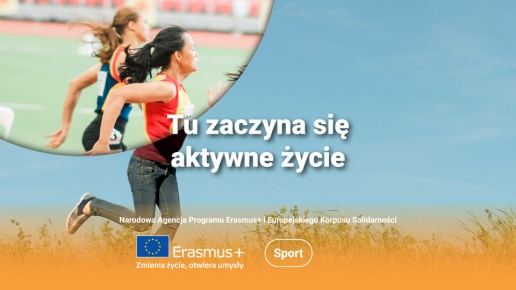 Tu zaczyna się
aktywne życie
Narodowa Agencja Programu Erasmus+ i Europejskiego Korpusu Solidarności
Erasmus+
Sport
Zmienia życie, otwiera umysły